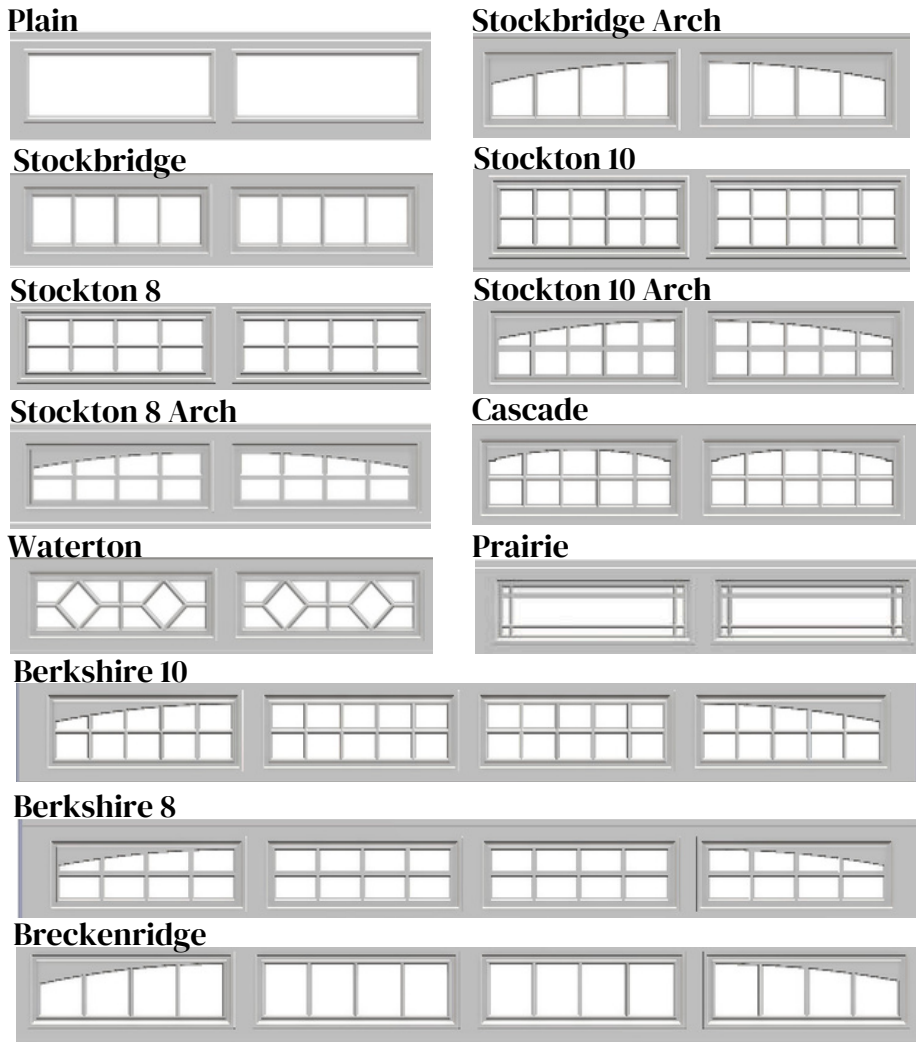 Plain
Stockbridge Arch
Stockbridge
Stockton 10
Stockton 8
Stockton 10 Arch
Stockton 8 Arch
Cascade
Waterton
Prairie
Berkshire 10
Berkshire 8
Breckenridge